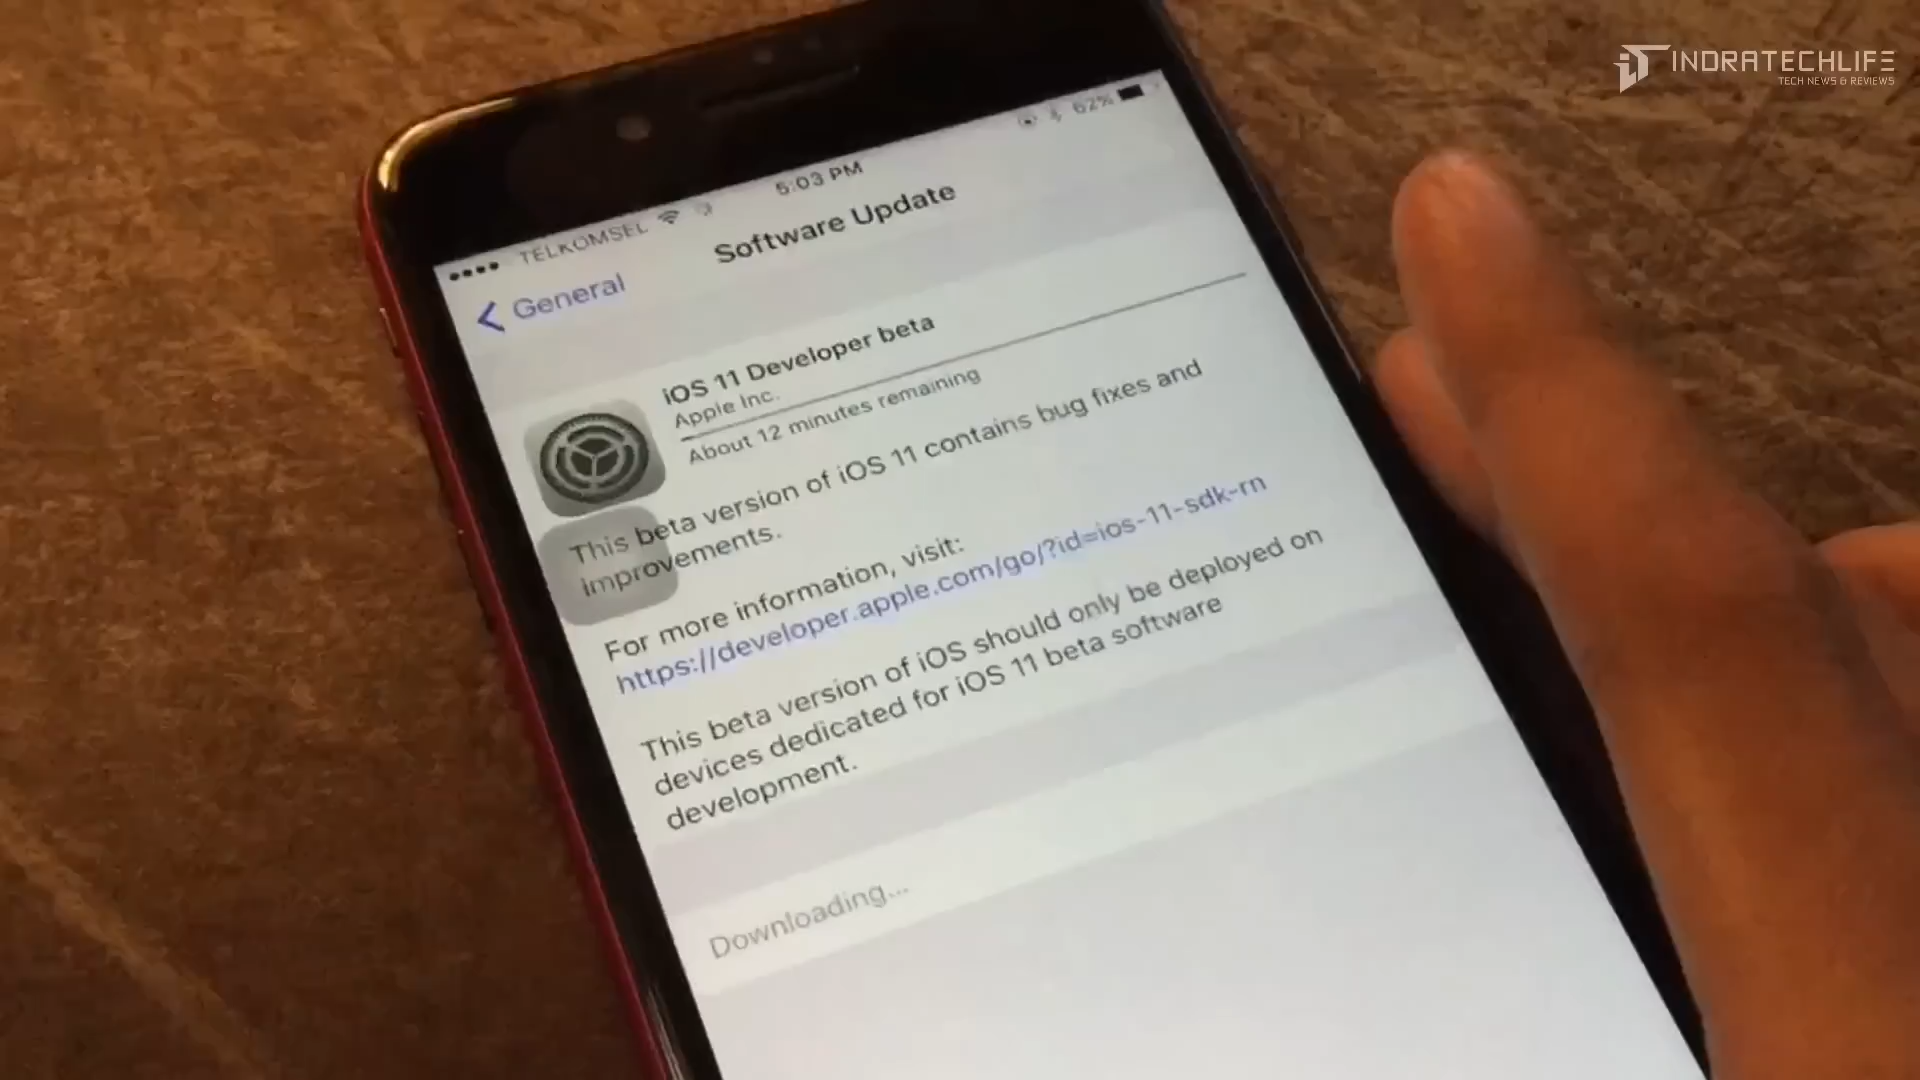 INDRATECHLIFE
TECH NEWS & REVIEWS
TELKOMSEL
5:03 PM
62%
General
Software Update
iOS 11 Developer beta
Apple Inc.
About 12 minutes remaining
This beta version of iOS 11 contains bug fixes and
improvements.
For more information, visit:
https://developer.apple.com/go/?id=ios-11-sdk-rn
This beta version of iOS should only be deployed on
devices dedicated for iOS 11 beta software
development.
Downloading...